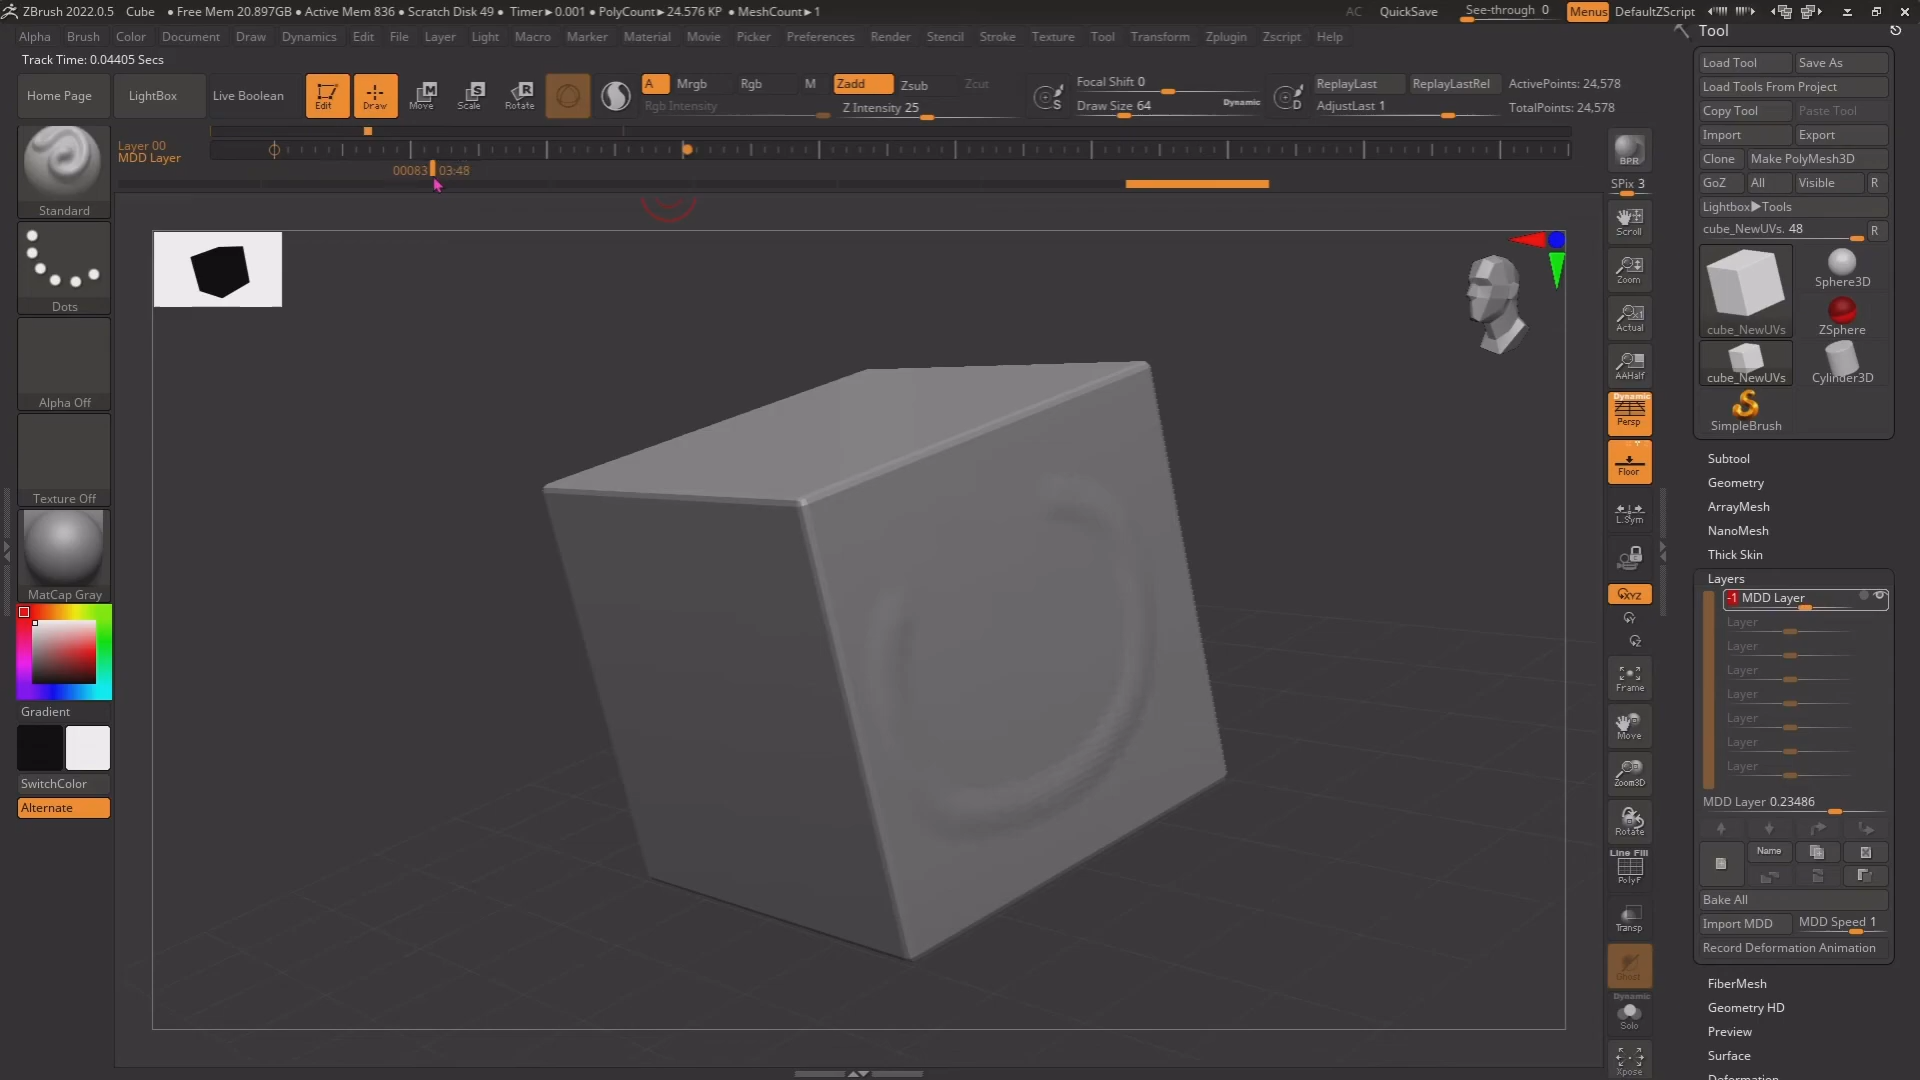 ZBrush 2022.0.5 Cube ● Free Mem 20.897GB ● Active Mem 836 ● Scratch Disk 49 ● Timer▶0.001 ● PolyCount▶24.576 KP ● MeshCount▶1 AC QuickSave See-through 0 Menus DefaultZScript
Alpha Brush Color Document Draw Dynamics Edit File Layer Light Macro Marker Material Movie Picker Preferences Render Stencil Stroke Texture Tool Transform Zplugin Zscript Help
Track Time: 0.04405 Secs
Home Page LightBox Live Boolean Edit Draw Move Scale Rotate
A Mrgb Rgb M Zadd Zsub Zcut
Rgb Intensity Z Intensity 25
Focal Shift 0
Draw Size 64 Dynamic
ReplayLast ReplayLastRel ActivePoints: 24,578
AdjustLast 1 TotalPoints: 24,578
Layer 00
MDD Layer
00083 03:48
Standard
Dots
Alpha Off
Texture Off
MatCap Gray
Gradient
SwitchColor
Alternate
BPR
SPix 3
Scroll
Zoom
Actual
AAHalf
Dynamic
Persp
Floor
L.Sym
XYZ
Y
Z
Frame
Move
Zoom3D
Rotate
Line Fill
PolyF
Transp
Ghost
Dynamic
Solo
Xpose
Tool
Load Tool Save As
Load Tools From Project
Copy Tool Paste Tool
Import Export
Clone Make PolyMesh3D
GoZ All Visible R
Lightbox▶Tools
cube_NewUVs. 48 R
cube_NewUVs Sphere3D
ZSphere
cube_NewUVs Cylinder3D
SimpleBrush
Subtool
Geometry
ArrayMesh
NanoMesh
Thick Skin
Layers
-1 MDD Layer
Layer
Layer
Layer
Layer
Layer
Layer
Layer
MDD Layer 0.23486
Name
Bake All
Import MDD MDD Speed 1
Record Deformation Animation
FiberMesh
Geometry HD
Preview
Surface
Deformation